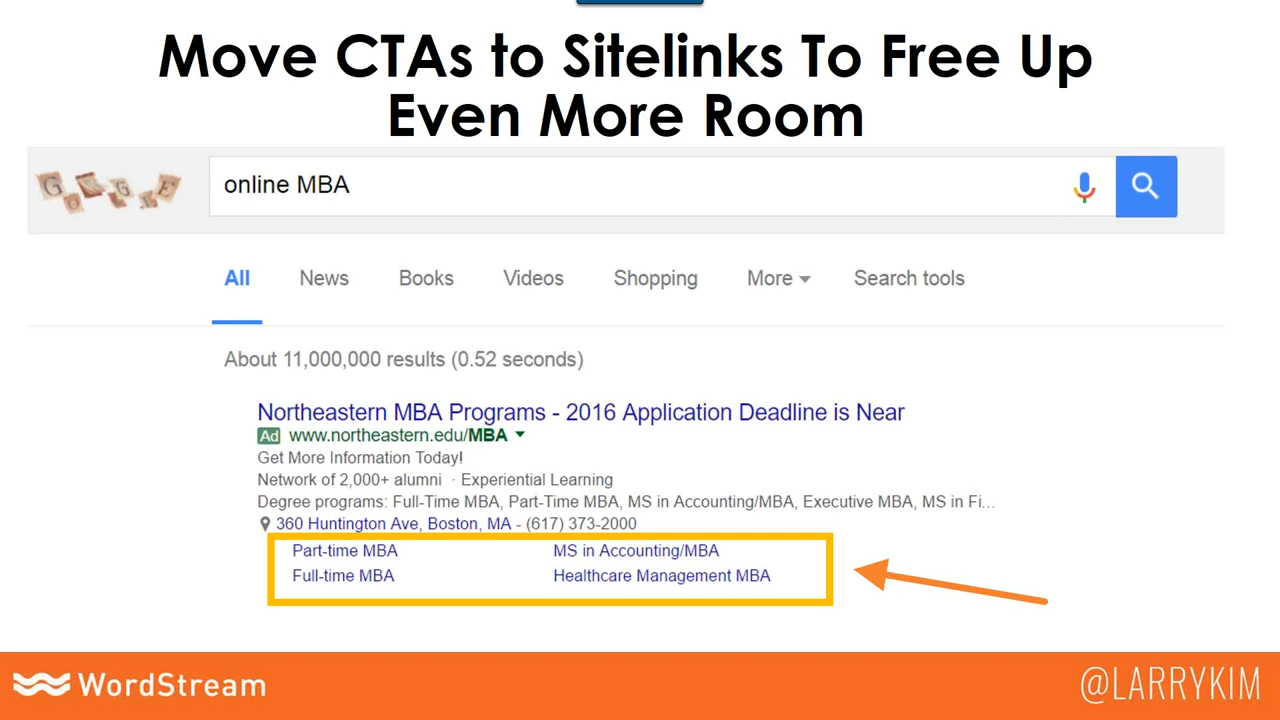 Move CTAs to Sitelinks To Free Up
Even More Room
GOOGLE
online MBA
All News Books Videos Shopping More Search tools
About 11,000,000 results (0.52 seconds)
Northeastern MBA Programs - 2016 Application Deadline is Near
Ad www.northeastern.edu/MBA
Get More Information Today!
Network of 2,000+ alumni · Experiential Learning
Degree programs: Full-Time MBA, Part-Time MBA, MS in Accounting/MBA, Executive MBA, MS in Fi...
360 Huntington Ave, Boston, MA - (617) 373-2000
Part-time MBA MS in Accounting/MBA
Full-time MBA Healthcare Management MBA
WordStream @LARRYKIM